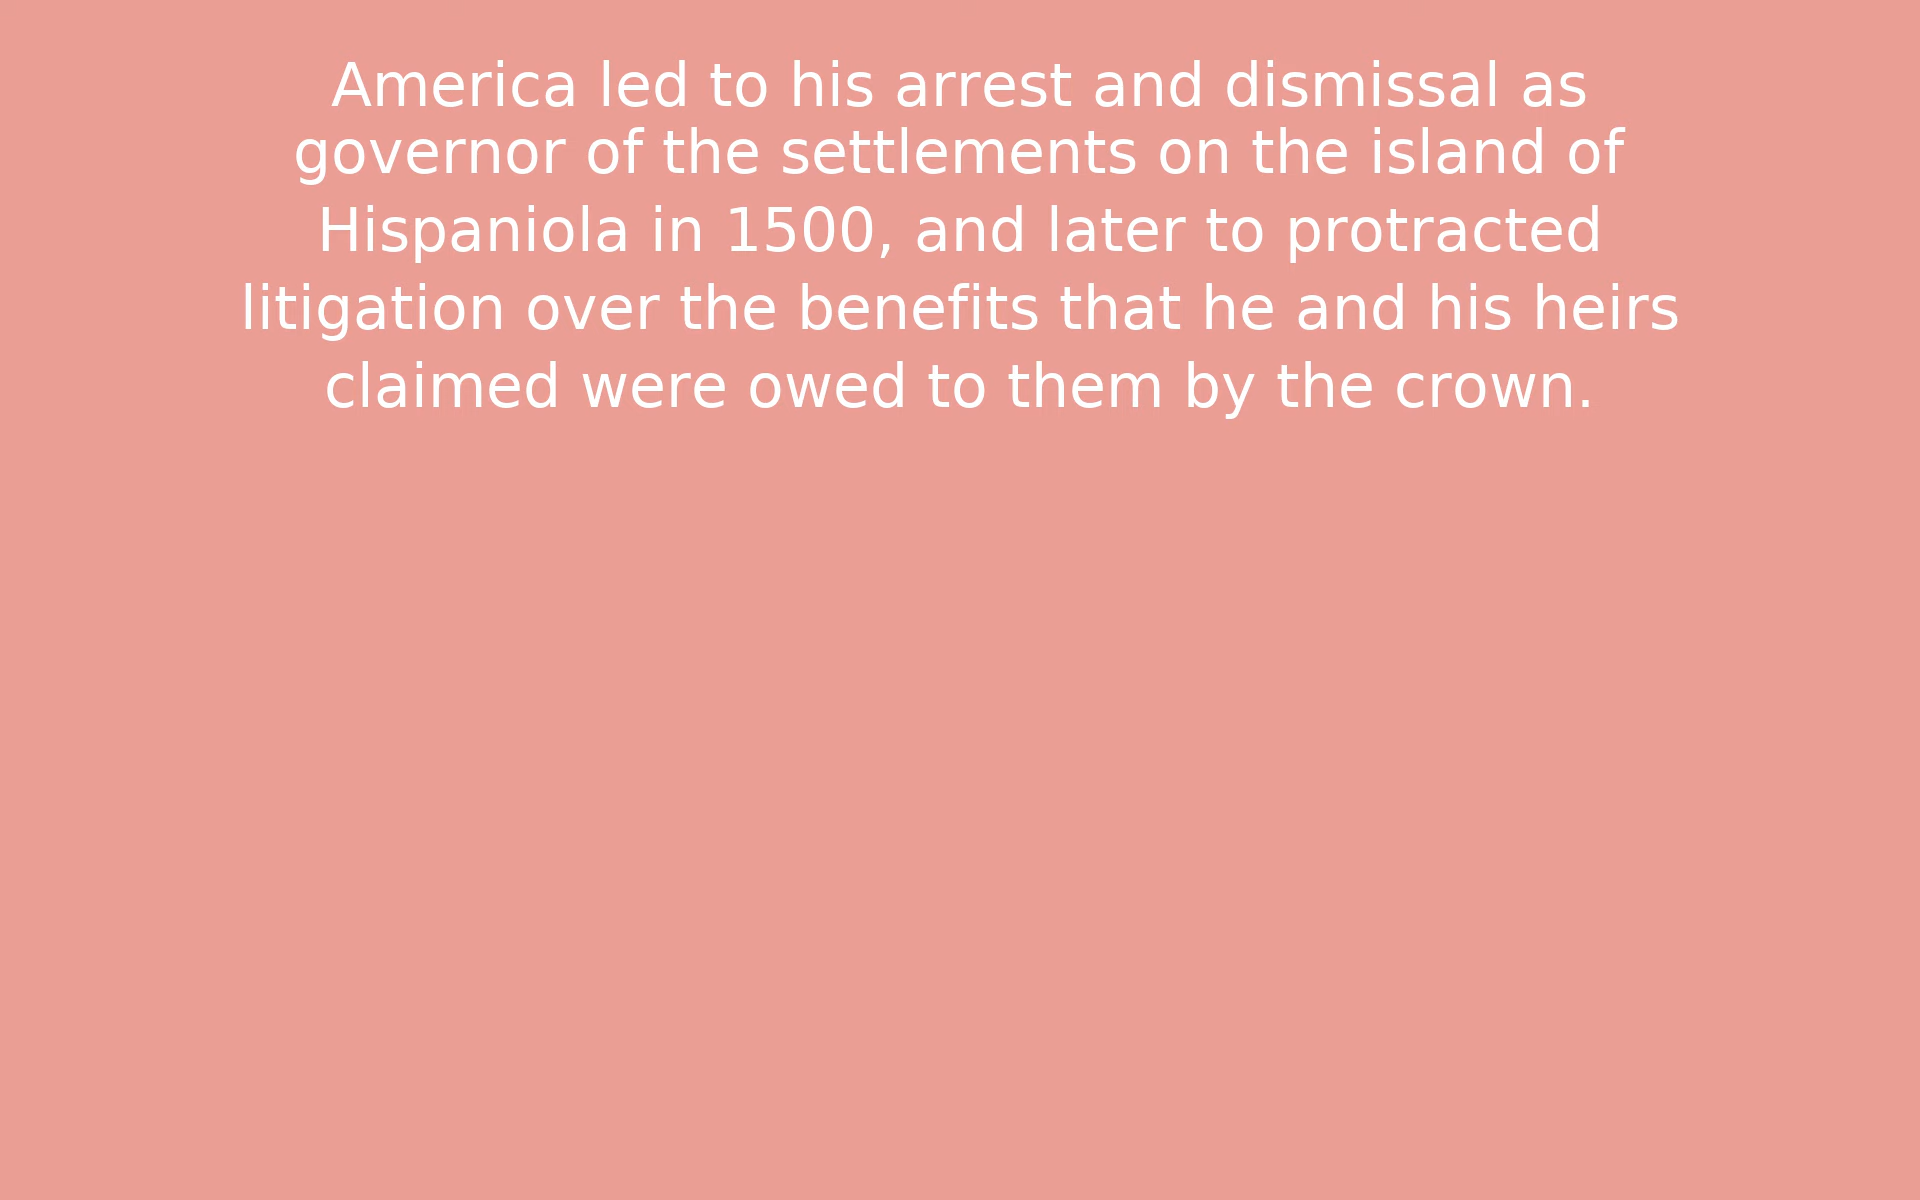 America led to his arrest and dismissal as
governor of the settlements on the island of
Hispaniola in 1500, and later to protracted
litigation over the benefits that he and his heirs
claimed were owed to them by the crown.